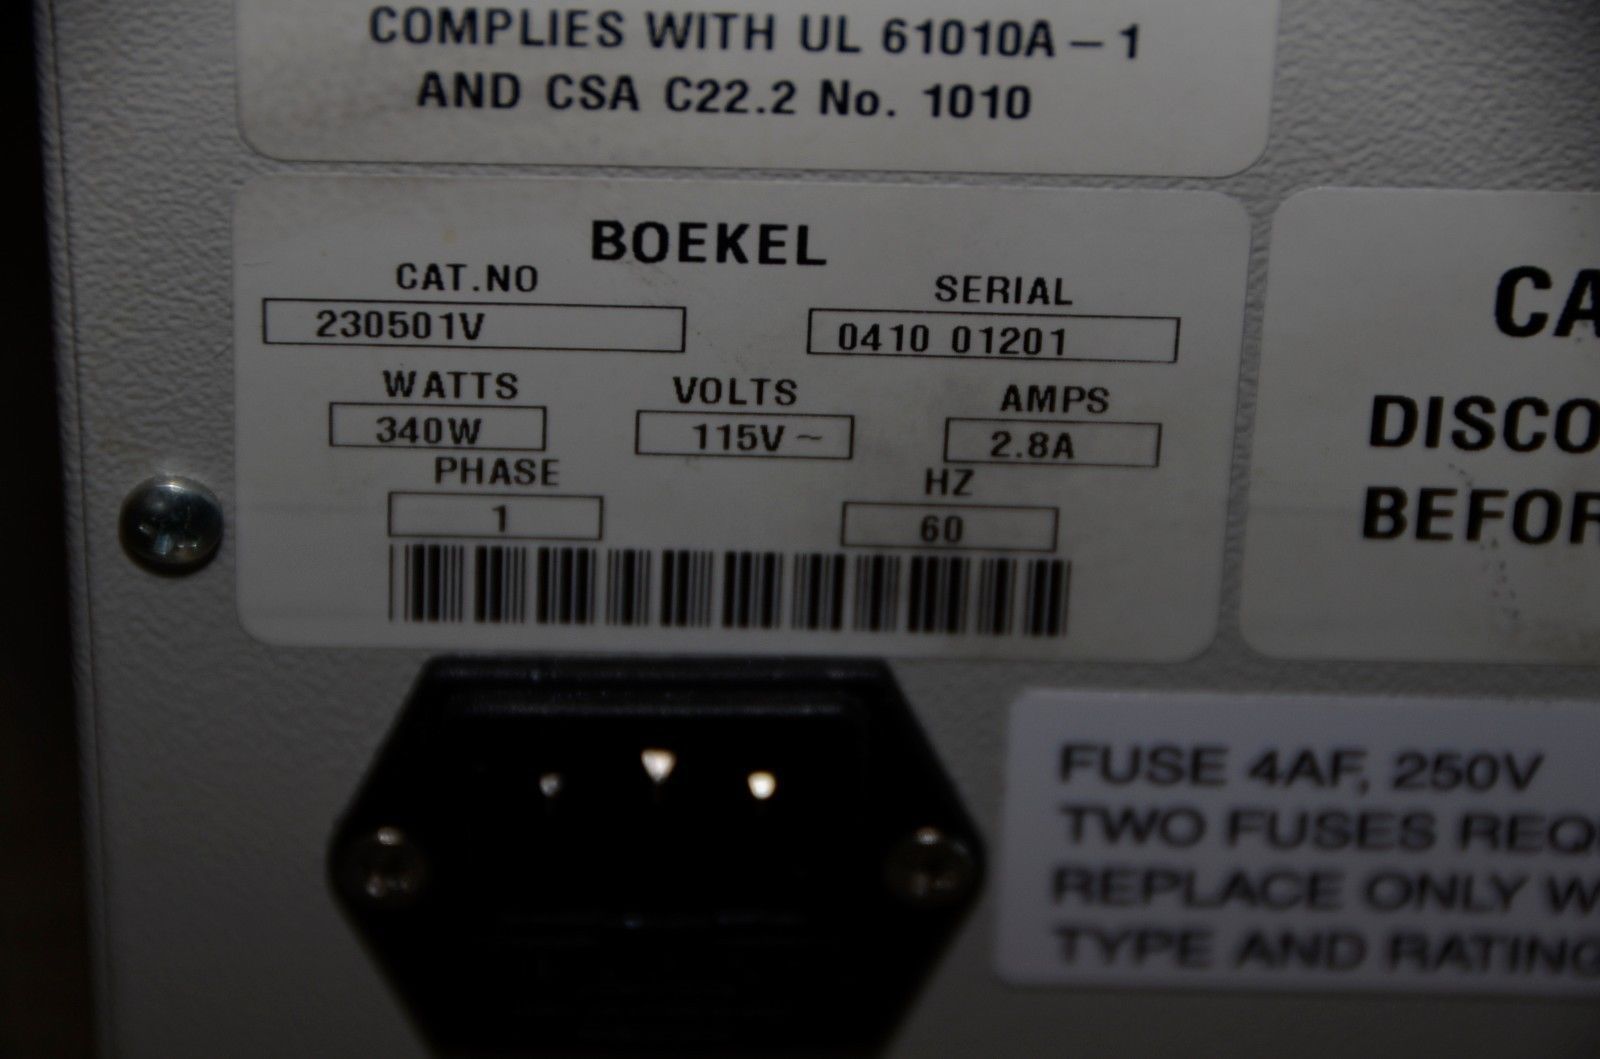 COMPLIES WITH UL 61010A – 1
AND CSA C22.2 No. 1010
BOEKEL
CAT.NO
SERIAL
230501V
0410 01201
WATTS
VOLTS
AMPS
340W
115V ~
2.8A
PHASE
HZ
1
60
CA
DISCO
BEFOR
FUSE 4AF, 250V
TWO FUSES REQU
REPLACE ONLY W
TYPE AND RATING